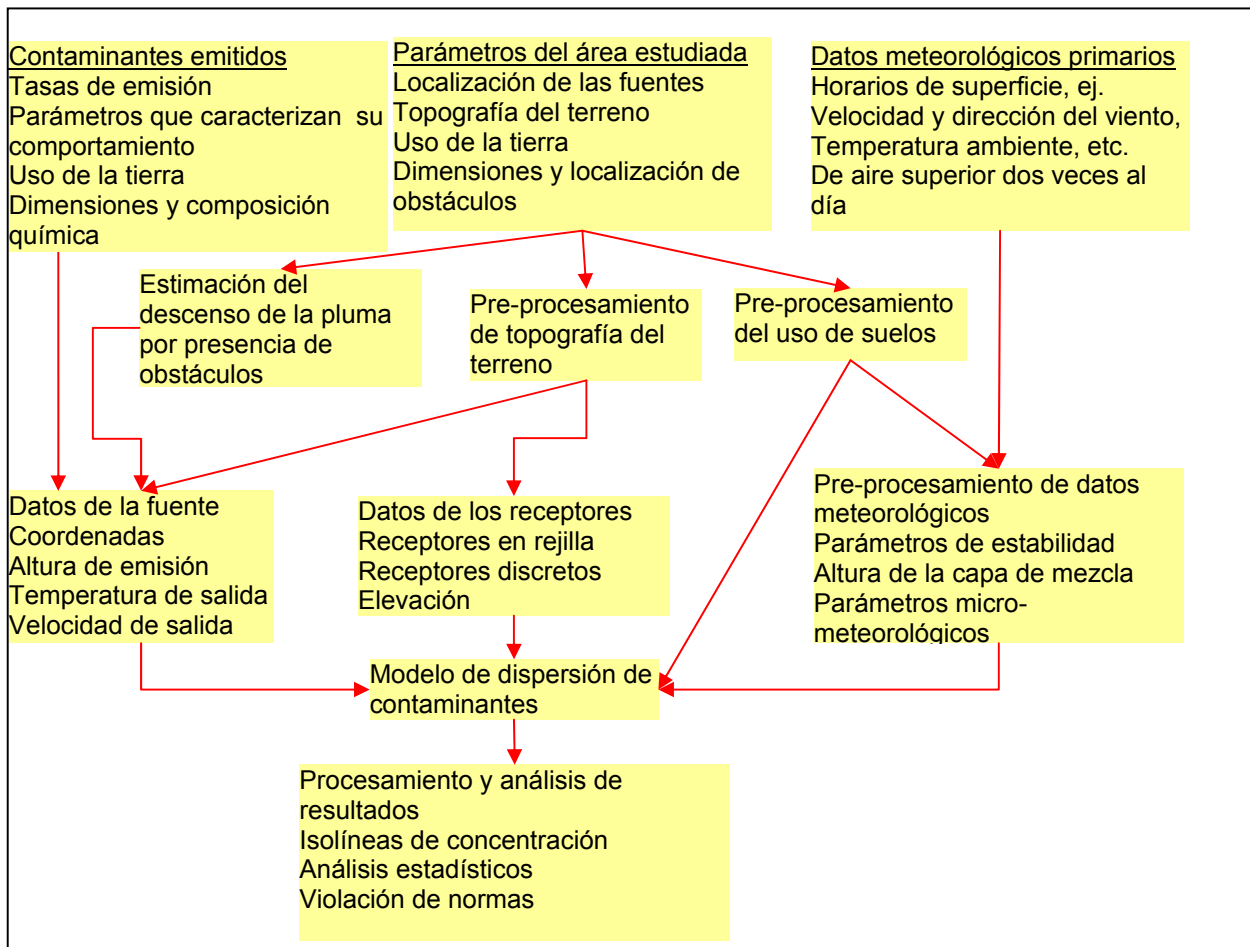 Contaminantes emitidos
Tasas de emisión
Parámetros que caracterizan su
comportamiento
Uso de la tierra
Dimensiones y composición
química
Parámetros del área estudiada
Localización de las fuentes
Topografía del terreno
Uso de la tierra
Dimensiones y localización de
obstáculos
Datos meteorológicos primarios
Horarios de superficie, ej.
Velocidad y dirección del viento,
Temperatura ambiente, etc.
De aire superior dos veces al
día
Estimación del
descenso de la pluma
por presencia de
obstáculos
Pre-procesamiento
de topografía del
terreno
Pre-procesamiento
del uso de suelos
Datos de la fuente
Coordenadas
Altura de emisión
Temperatura de salida
Velocidad de salida
Datos de los receptores
Receptores en rejilla
Receptores discretos
Elevación
Pre-procesamiento de datos
meteorológicos
Parámetros de estabilidad
Altura de la capa de mezcla
Parámetros micro-
meteorológicos
Modelo de dispersión de
contaminantes
Procesamiento y análisis de
resultados
Isolíneas de concentración
Análisis estadísticos
Violación de normas